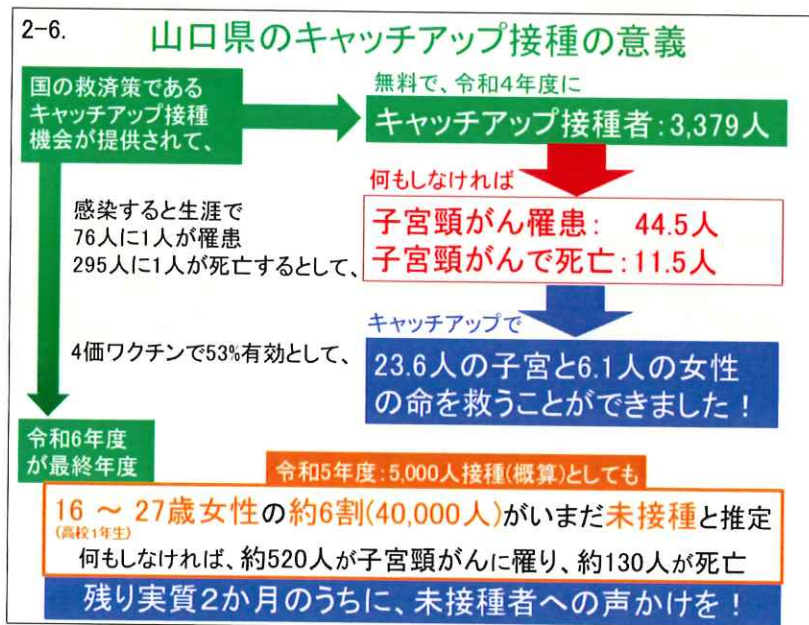 2-6.
山口県のキャッチアップ接種の意義
国の救済策である
キャッチアップ接種
機会が提供されて、
無料で、令和4年度に
キャッチアップ接種者：3,379人
何もしなければ
感染すると生涯で
76人に1人が罹患
295人に1人が死亡するとして、
子宮頸がん罹患： 44.5人
子宮頸がんで死亡：11.5人
キャッチアップで
4価ワクチンで53%有効として、
23.6人の子宮と6.1人の女性
の命を救うことができました！
令和6年度
が最終年度
令和5年度：5,000人接種(概算)としても
16 ～ 27歳女性の約6割(40,000人)がいまだ未接種と推定
(高校1年生)
何もしなければ、約520人が子宮頸がんに罹り、約130人が死亡
残り実質２か月のうちに、未接種者への声かけを！